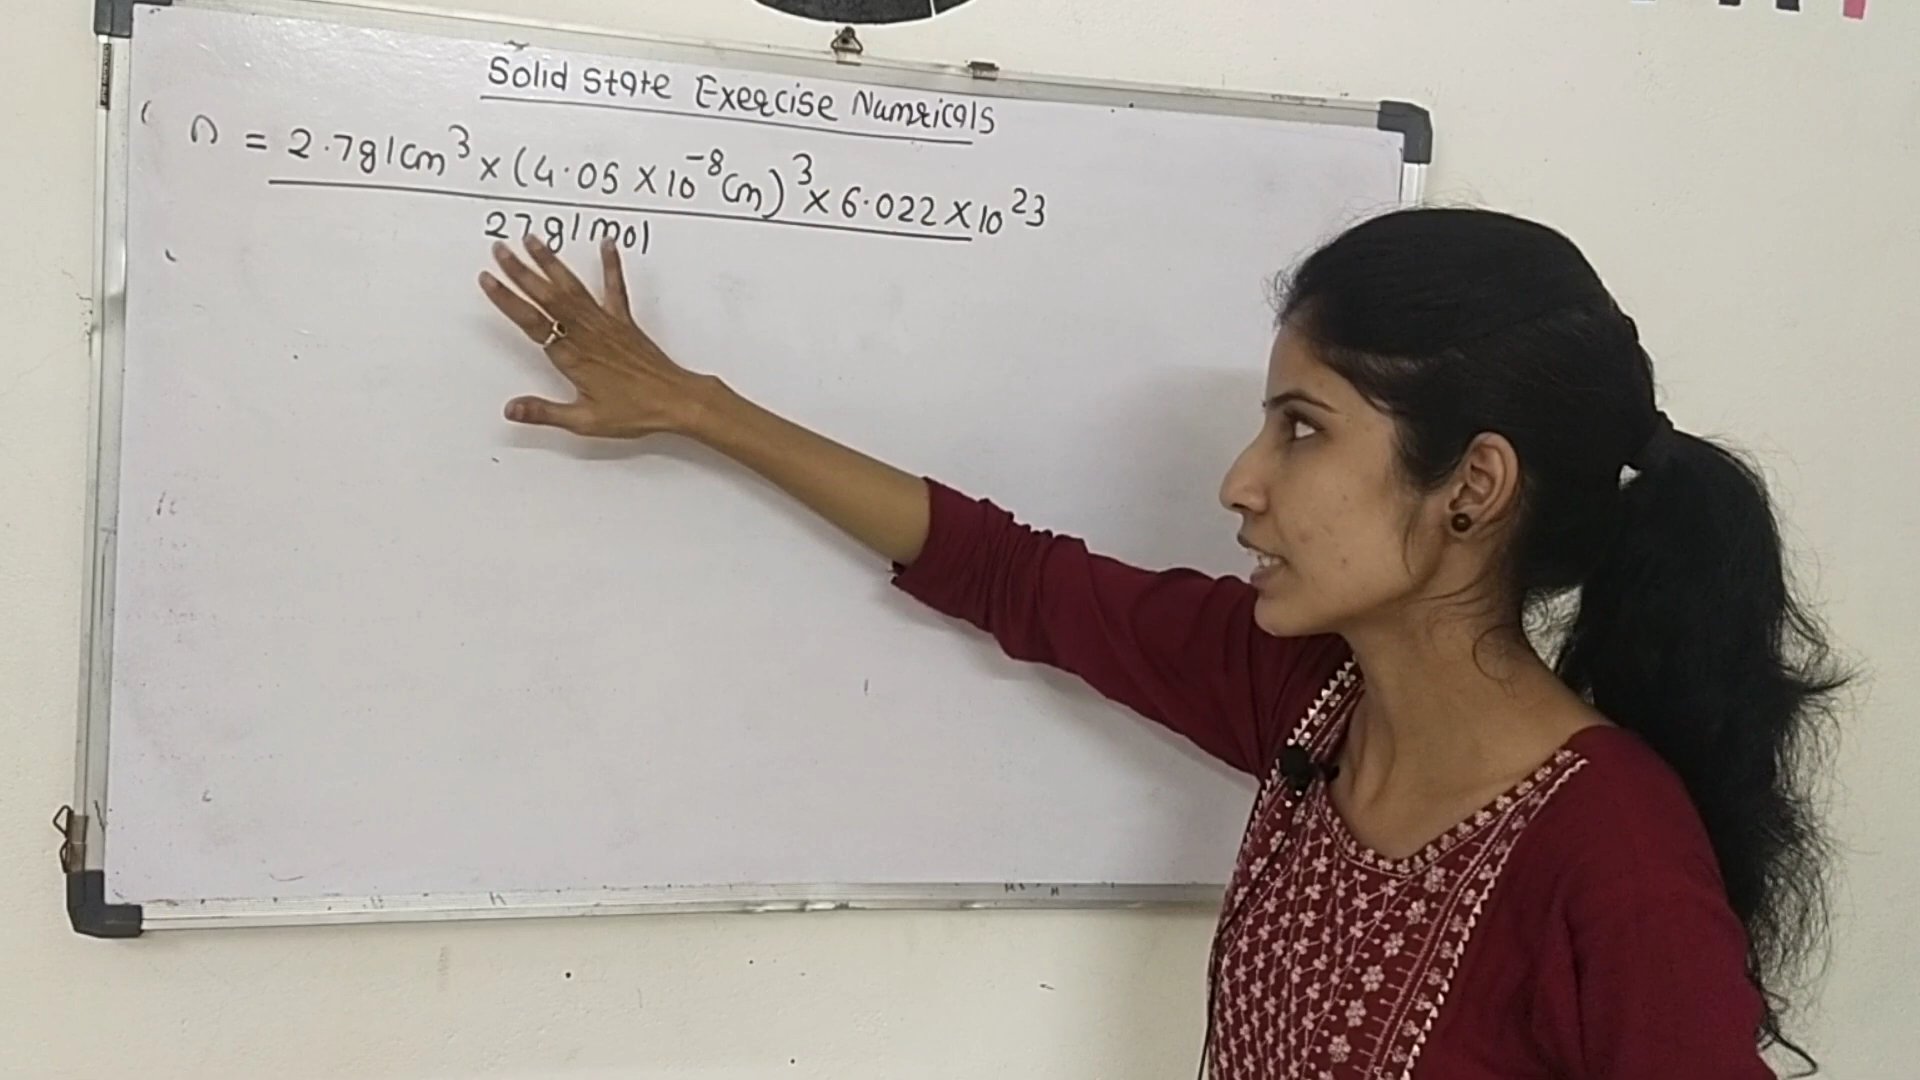 Solid State Exercise Numericals
n = 2.7g/cm³ × (4.05 × 10⁻⁸cm)³ × 6.022 × 10²³
27g/mol